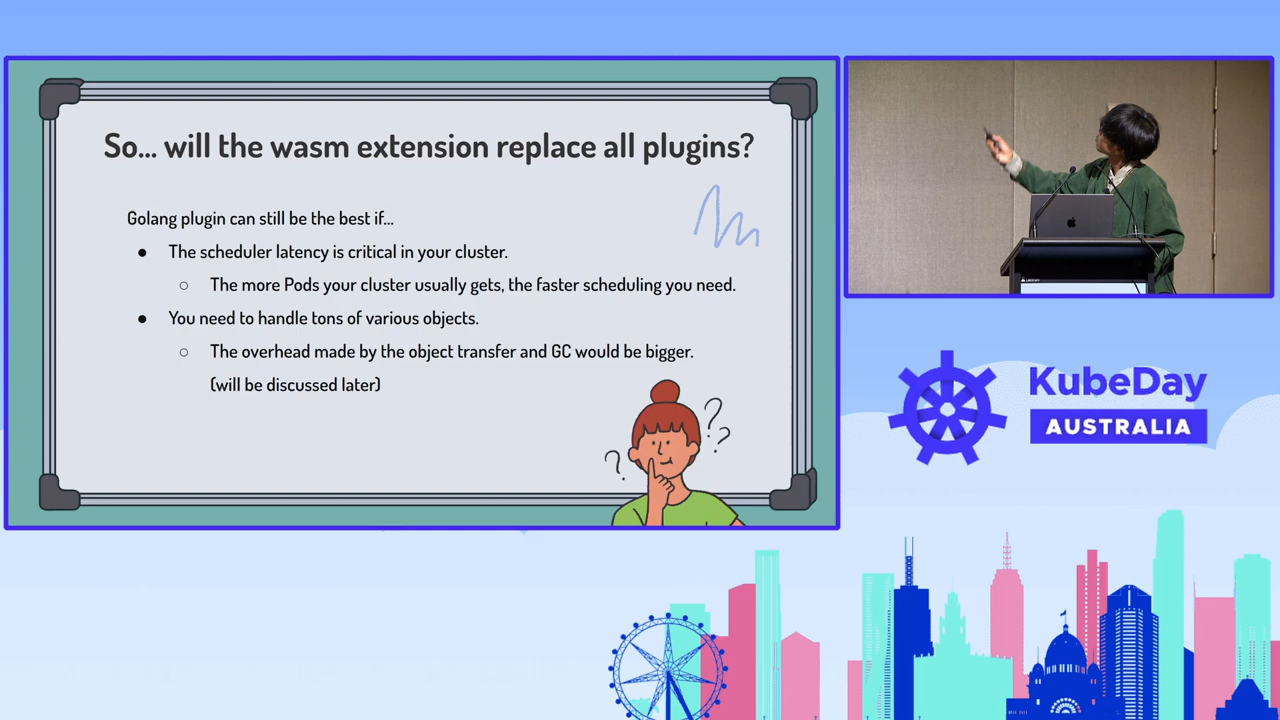 So... will the wasm extension replace all plugins?
Golang plugin can still be the best if...
● The scheduler latency is critical in your cluster.
○ The more Pods your cluster usually gets, the faster scheduling you need.
● You need to handle tons of various objects.
○ The overhead made by the object transfer and GC would be bigger.
(will be discussed later)
? ? ?
KubeDay
AUSTRALIA